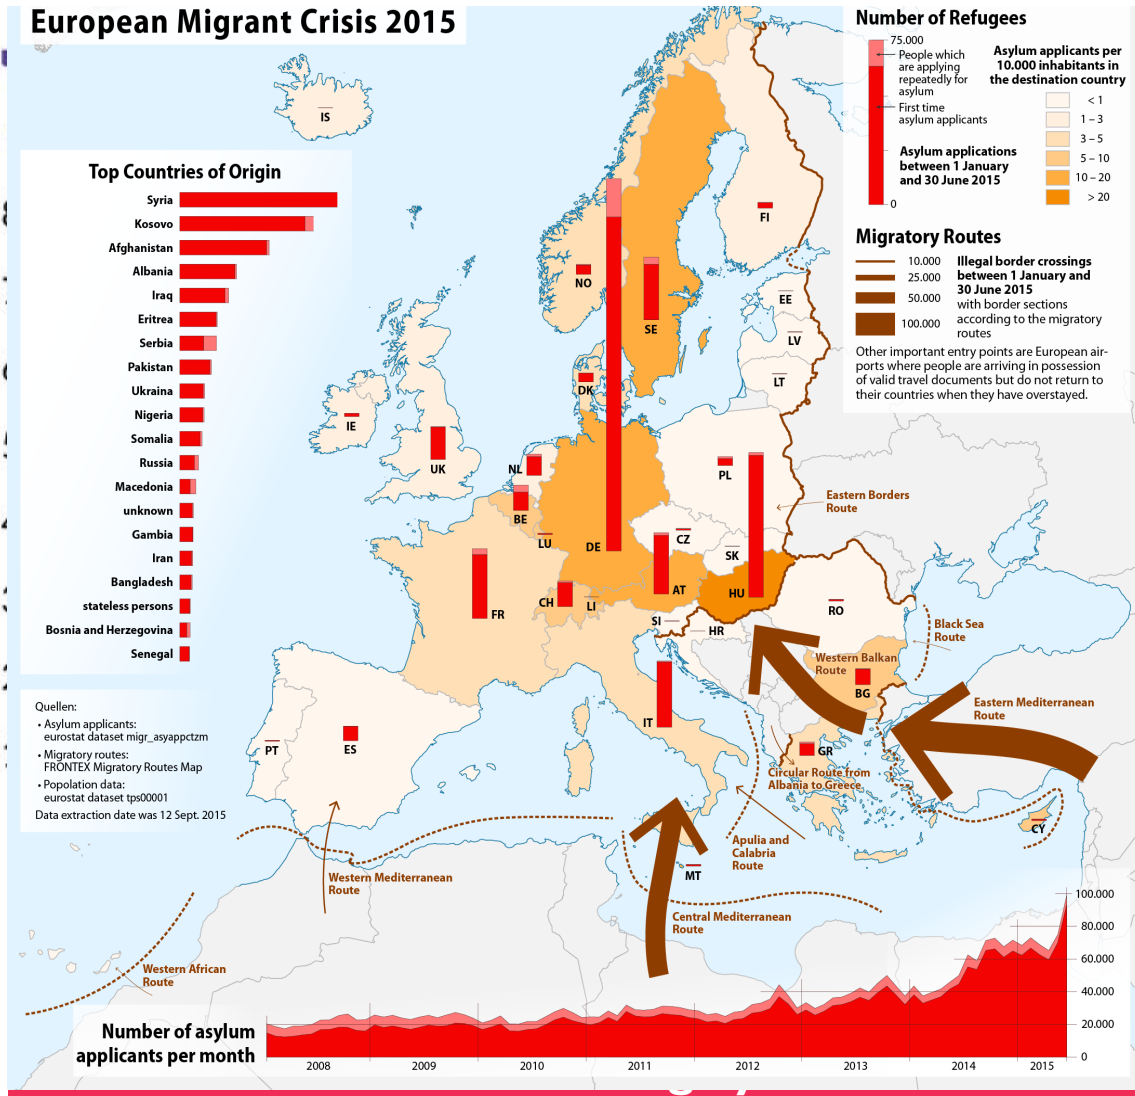 European Migrant Crisis 2015
Number of Refugees
75.000
People which
are applying
repeatedly for
asylum
First time
asylum applicants
Asylum applications
between 1 January
and 30 June 2015
0
Asylum applicants per
10.000 inhabitants in
the destination country
< 1
1 – 3
3 – 5
5 – 10
10 – 20
> 20
Migratory Routes
10.000
25.000
50.000
100.000
Illegal border crossings
between 1 January and
30 June 2015
with border sections
according to the migratory
routes
Other important entry points are European air-
ports where people are arriving in possession
of valid travel documents but do not return to
their countries when they have overstayed.
Top Countries of Origin
Syria
Kosovo
Afghanistan
Albania
Iraq
Eritrea
Serbia
Pakistan
Ukraina
Nigeria
Somalia
Russia
Macedonia
unknown
Gambia
Iran
Bangladesh
stateless persons
Bosnia and Herzegovina
Senegal
IS
FI
NO
SE
EE
LV
LT
DK
IE
UK
NL
PL
BE
LU
DE
CZ
SK
FR
CH
LI
AT
HU
RO
SI
HR
BG
IT
PT
ES
GR
CY
MT
Eastern Borders
Route
Black Sea
Route
Western Balkan
Route
Eastern Mediterranean
Route
Circular Route from
Albania to Greece
Apulia and
Calabria
Route
Western Mediterranean
Route
Central Mediterranean
Route
Western African
Route
Quellen:
• Asylum applicants:
eurostat dataset migr_asyappctzm
• Migratory routes:
FRONTEX Migratory Routes Map
• Popolation data:
eurostat dataset tps00001
Data extraction date was 12 Sept. 2015
Number of asylum
applicants per month
100.000
80.000
60.000
40.000
20.000
0
2008
2009
2010
2011
2012
2013
2014
2015